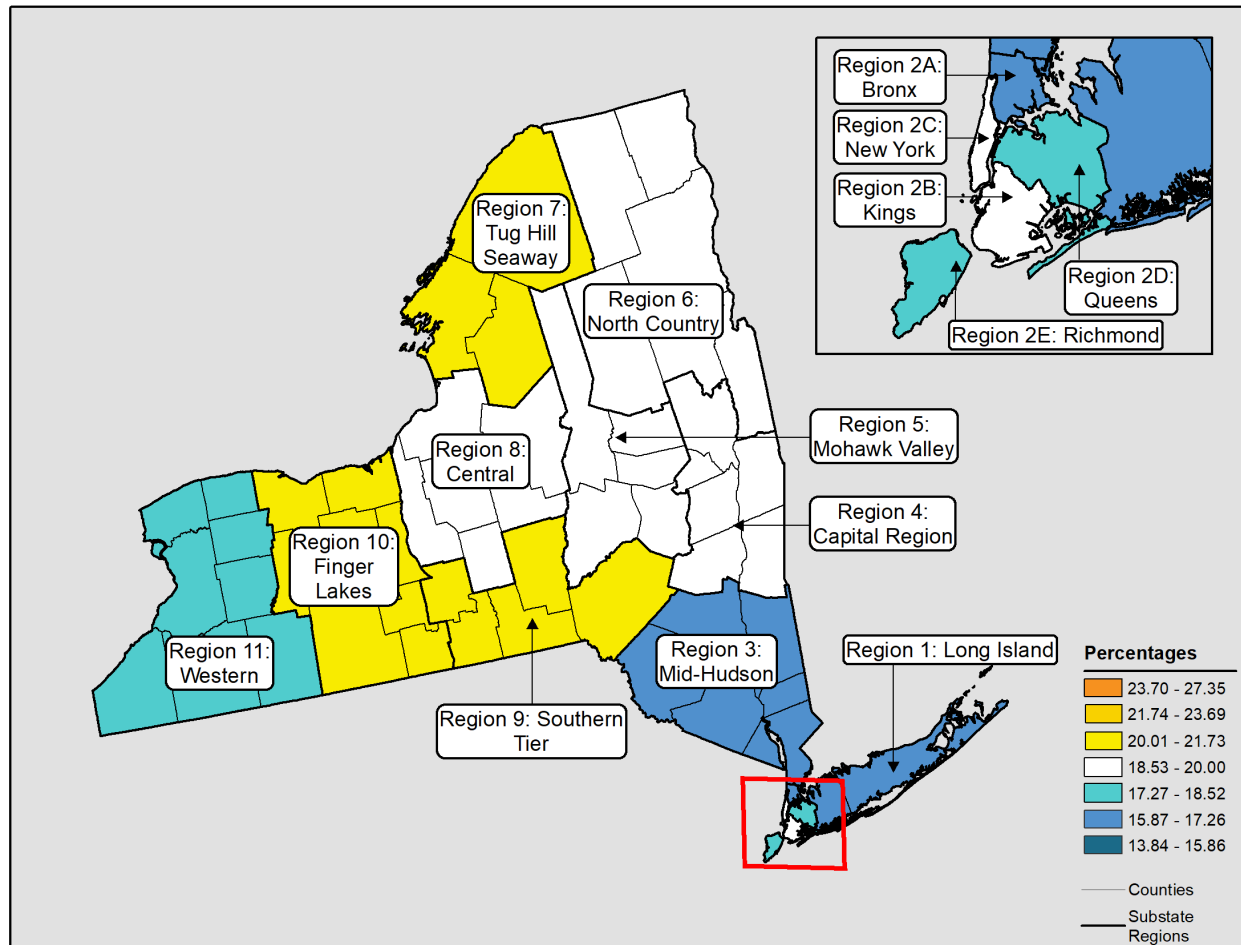 Region 2A:
Bronx
Region 2C:
New York
Region 2B:
Kings
Region 2D:
Queens
Region 2E: Richmond
Region 7:
Tug Hill
Seaway
Region 6:
North Country
Region 5:
Mohawk Valley
Region 8:
Central
Region 4:
Capital Region
Region 10:
Finger
Lakes
Region 11:
Western
Region 3:
Mid-Hudson
Region 1: Long Island
Region 9: Southern
Tier
Percentages
23.70 - 27.35
21.74 - 23.69
20.01 - 21.73
18.53 - 20.00
17.27 - 18.52
15.87 - 17.26
13.84 - 15.86
Counties
Substate
Regions